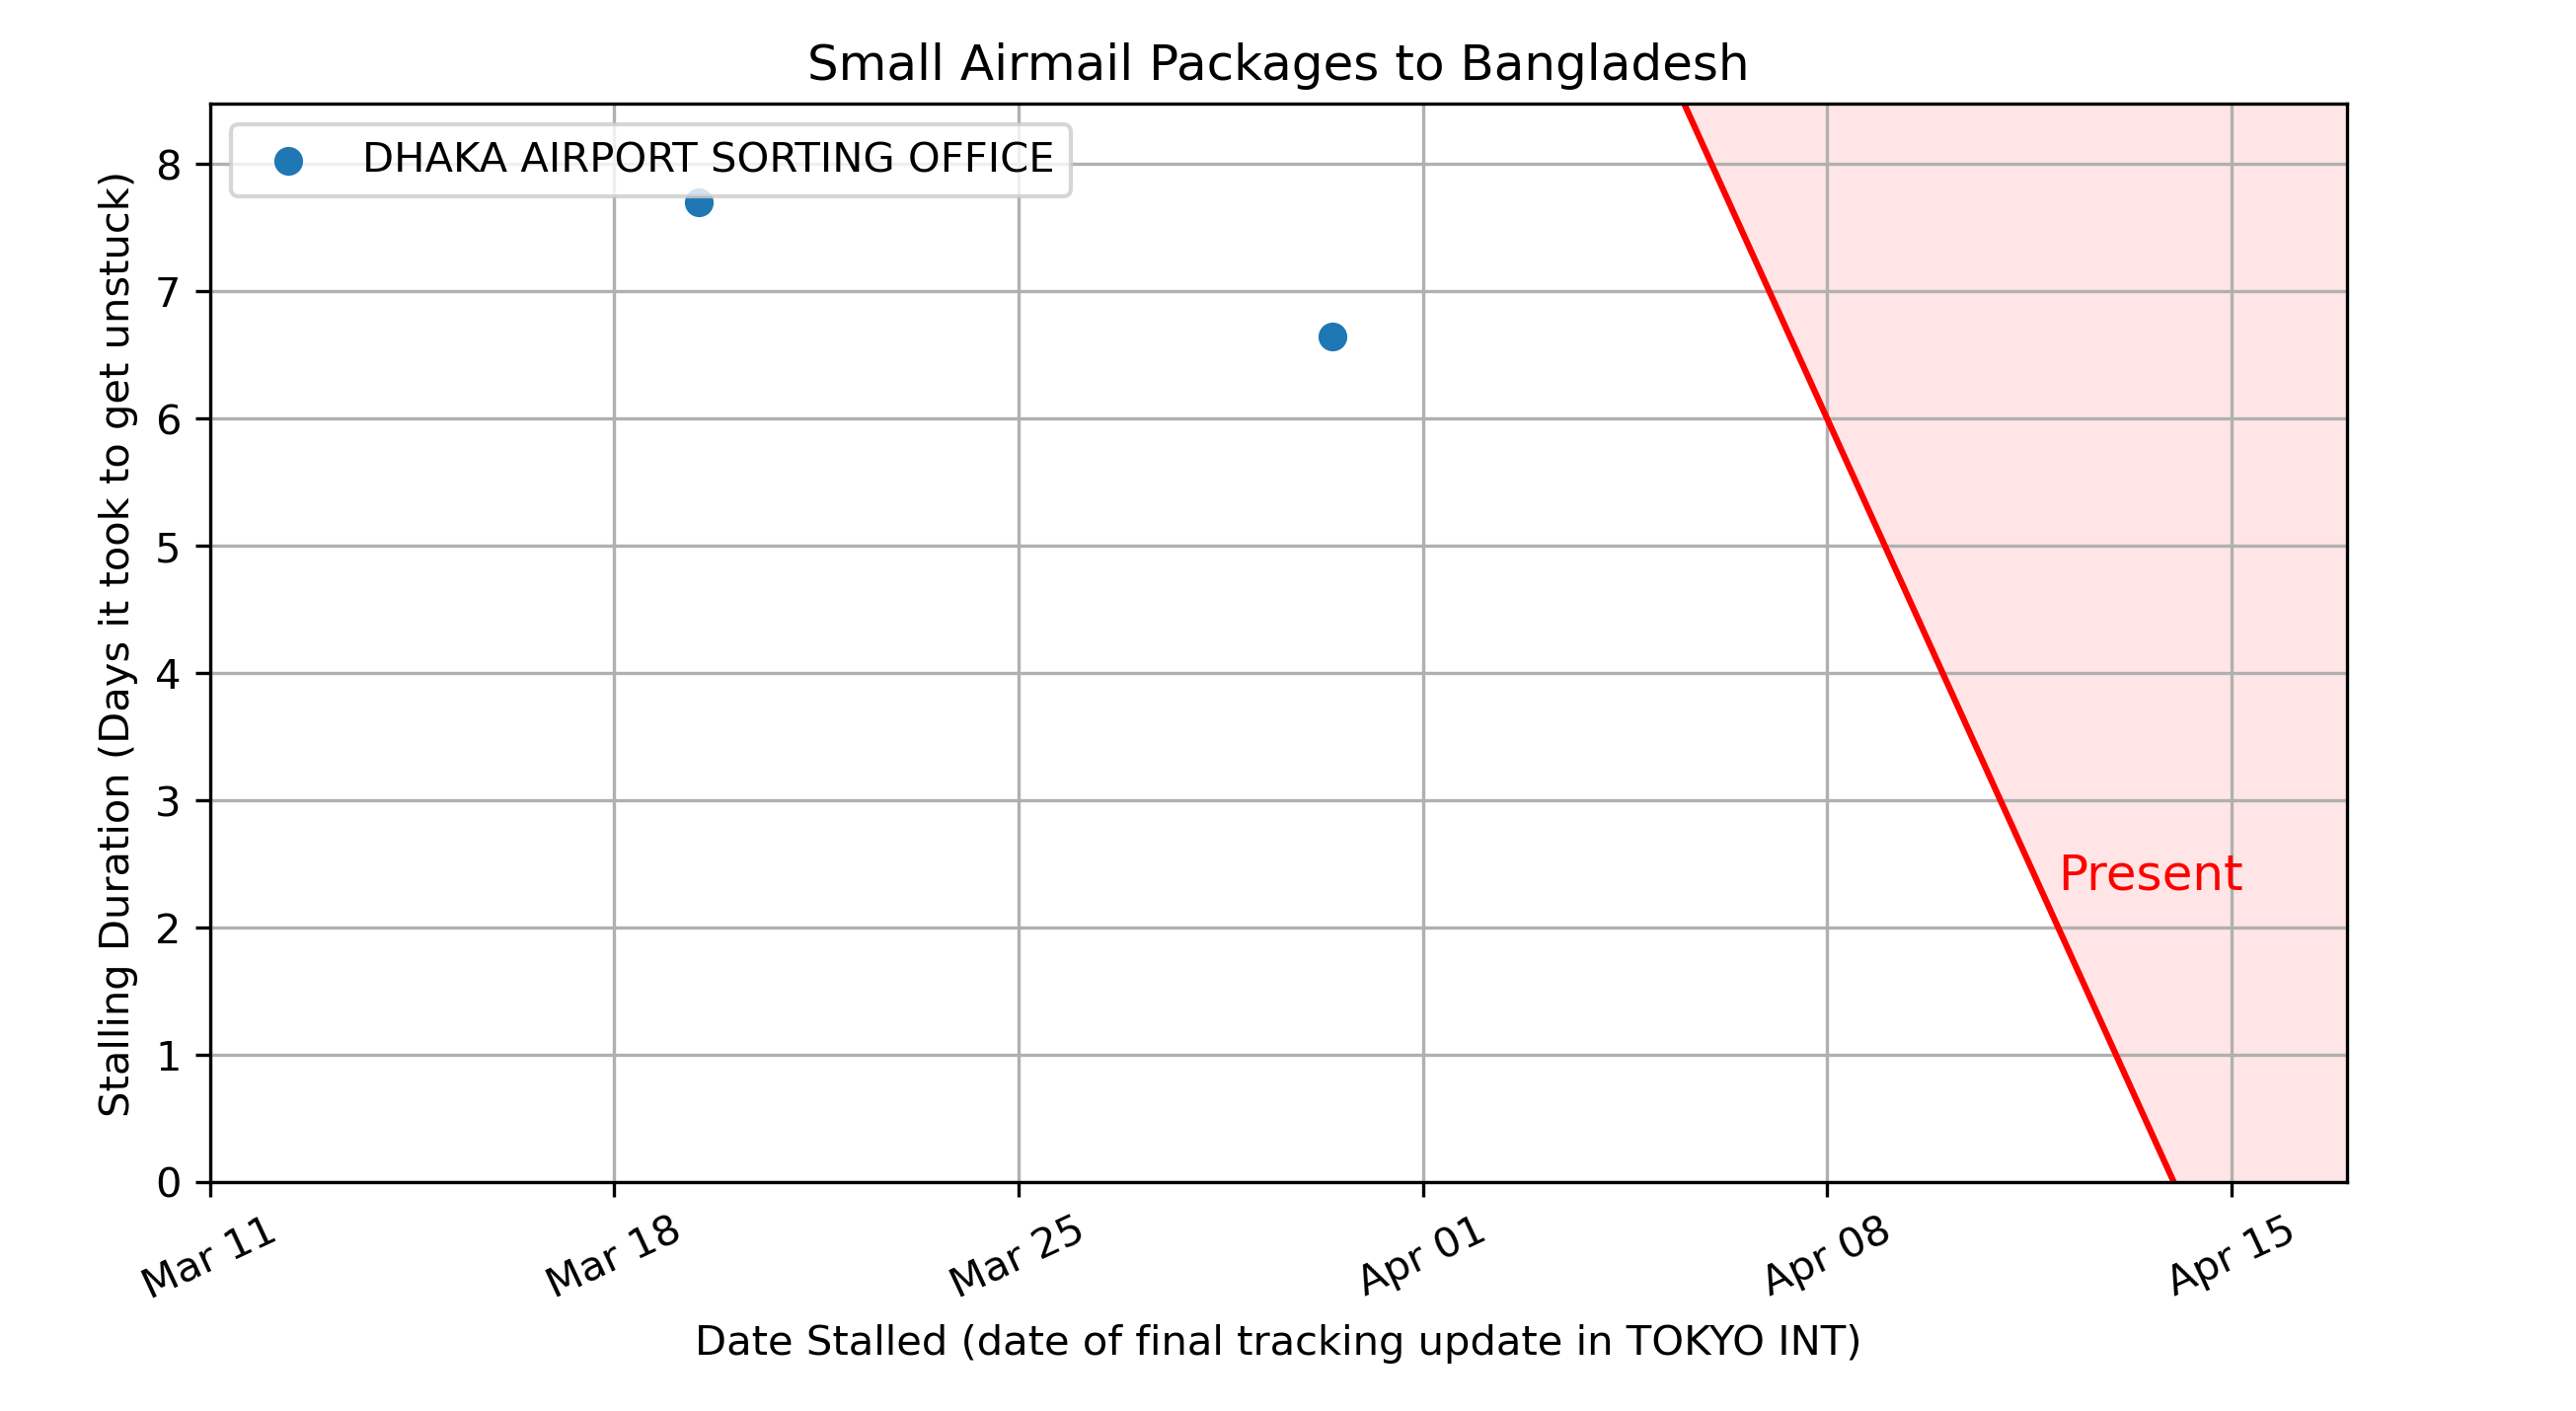 Small Airmail Packages to Bangladesh
DHAKA AIRPORT SORTING OFFICE
Stalling Duration (Days it took to get unstuck)
8
7
6
5
4
3
2
1
0
Present
Mar 11
Mar 18
Mar 25
Apr 01
Apr 08
Apr 15
Date Stalled (date of final tracking update in TOKYO INT)